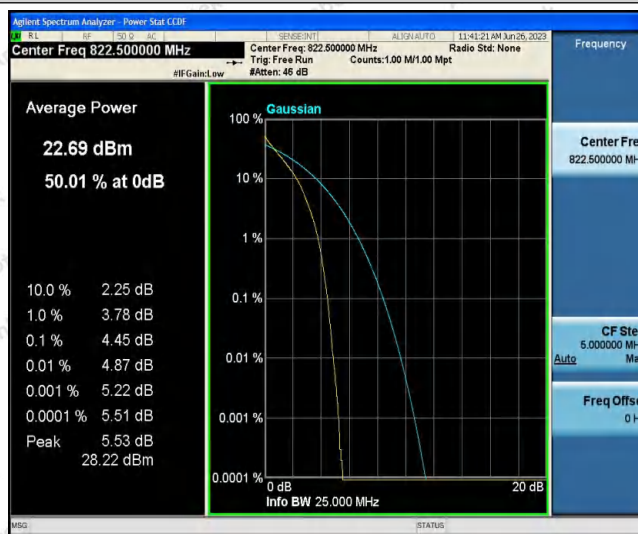 Agilent Spectrum Analyzer - Power Stat CCDF
RL RF 50 Ω AC SENSE:INT ALIGN AUTO 11:41:21 AM Jun 26, 2023
Center Freq 822.500000 MHz
Center Freq: 822.500000 MHz Radio Std: None
Trig: Free Run Counts:1.00 M/1.00 Mpt
#IFGain:Low #Atten: 46 dB
Frequency
Average Power
22.69 dBm
50.01 % at 0dB
10.0 % 2.25 dB
1.0 % 3.78 dB
0.1 % 4.45 dB
0.01 % 4.87 dB
0.001 % 5.22 dB
0.0001 % 5.51 dB
Peak 5.53 dB
28.22 dBm
Gaussian
100 %
10 %
1 %
0.1 %
0.01 %
0.001 %
0.0001 %
0 dB 20 dB
Info BW 25.000 MHz
Center Fre
822.500000 MH
CF Ste
5.000000 MH
Auto Ma
Freq Offs
0 H
MSG STATUS